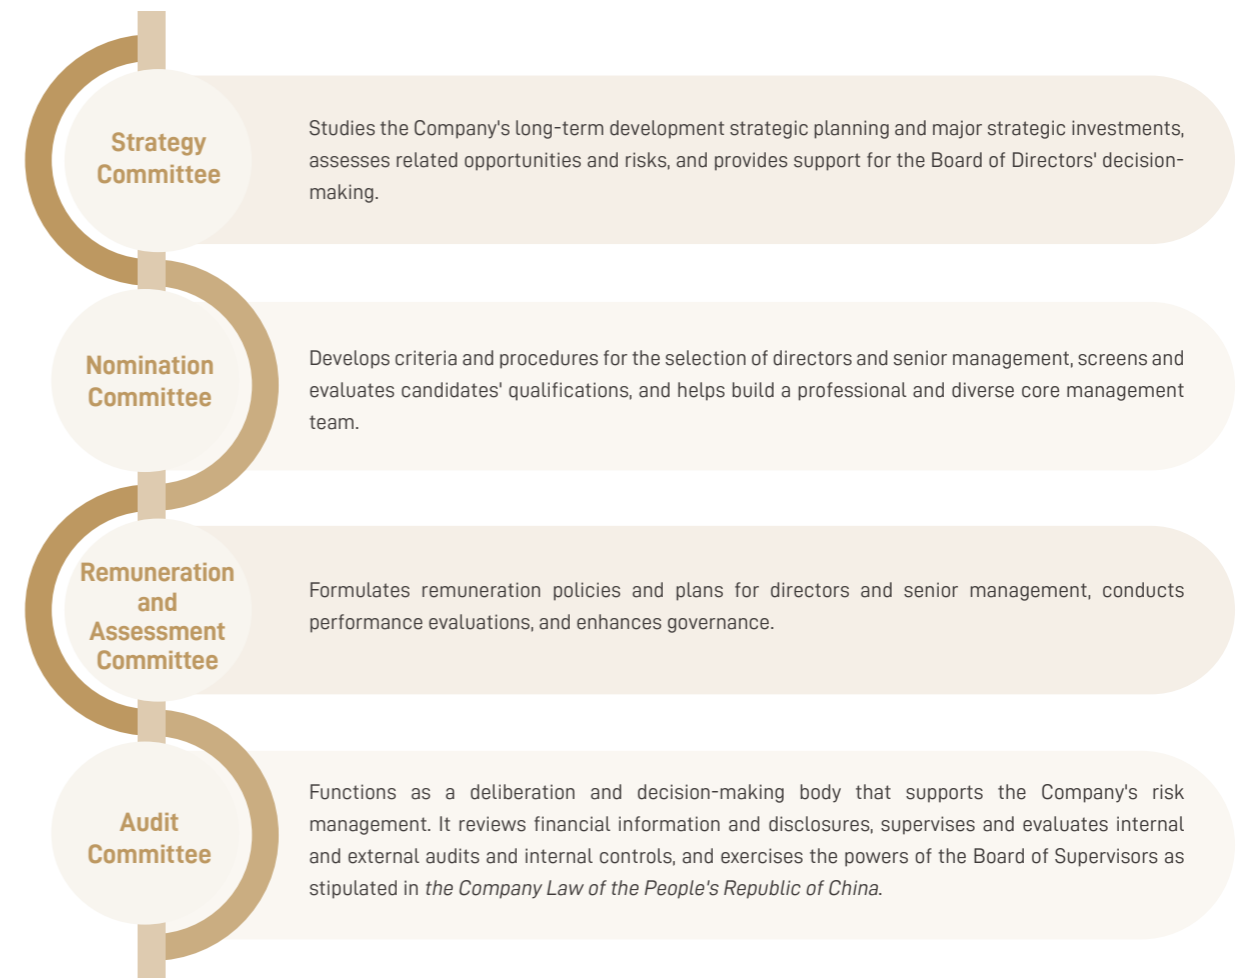 Strategy
Committee
Studies the Company's long-term development strategic planning and major strategic investments,
assesses related opportunities and risks, and provides support for the Board of Directors' decision-
making.
Nomination
Committee
Develops criteria and procedures for the selection of directors and senior management, screens and
evaluates candidates' qualifications, and helps build a professional and diverse core management
team.
Remuneration
and
Assessment
Committee
Formulates remuneration policies and plans for directors and senior management, conducts
performance evaluations, and enhances governance.
Audit
Committee
Functions as a deliberation and decision-making body that supports the Company's risk
management. It reviews financial information and disclosures, supervises and evaluates internal
and external audits and internal controls, and exercises the powers of the Board of Supervisors as
stipulated in the Company Law of the People's Republic of China.